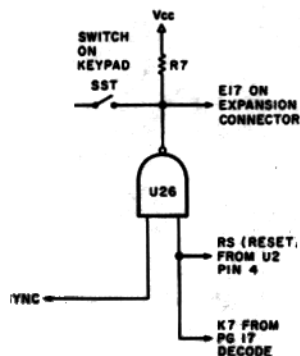 Vcc
SWITCH
ON
KEYPAD
R7
SST
E17 ON
EXPANSION
CONNECTOR
U26
RS (RESET,
FROM U2
PIN 4
YNC
K7 FROM
PG 17
DECODE